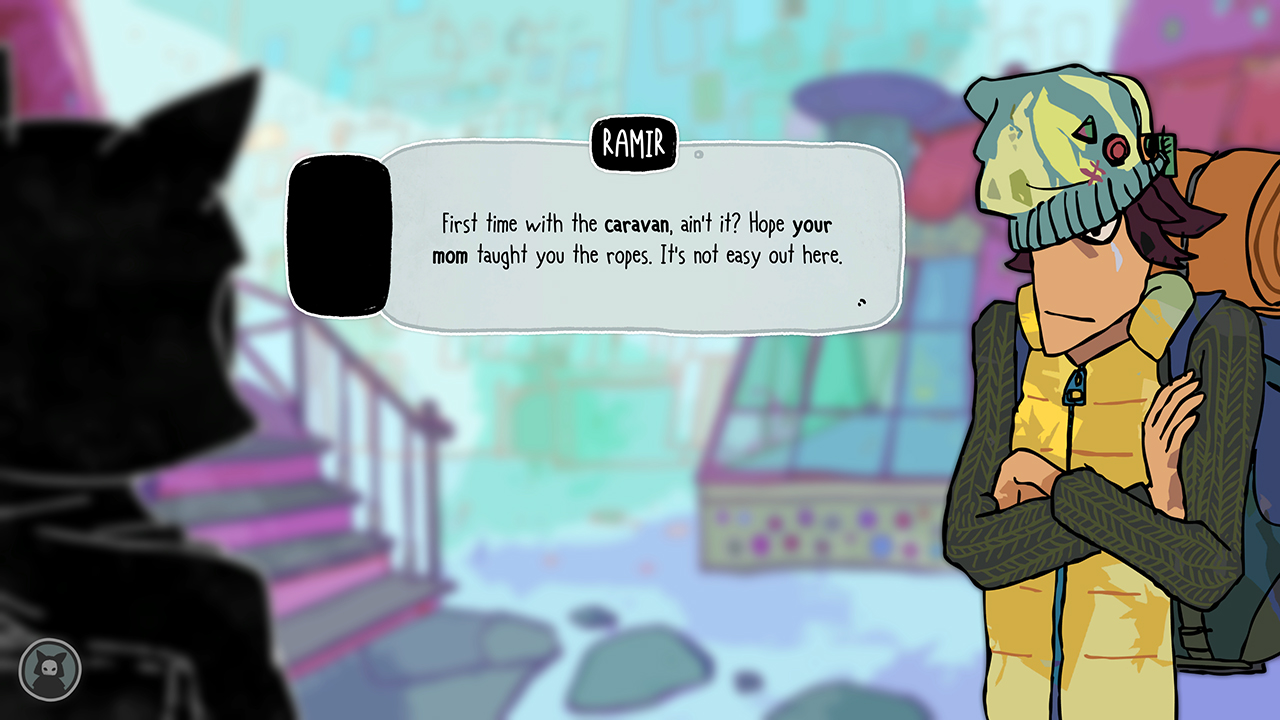 RAMIR
First time with the caravan, ain't it? Hope your
mom taught you the ropes. It's not easy out here.